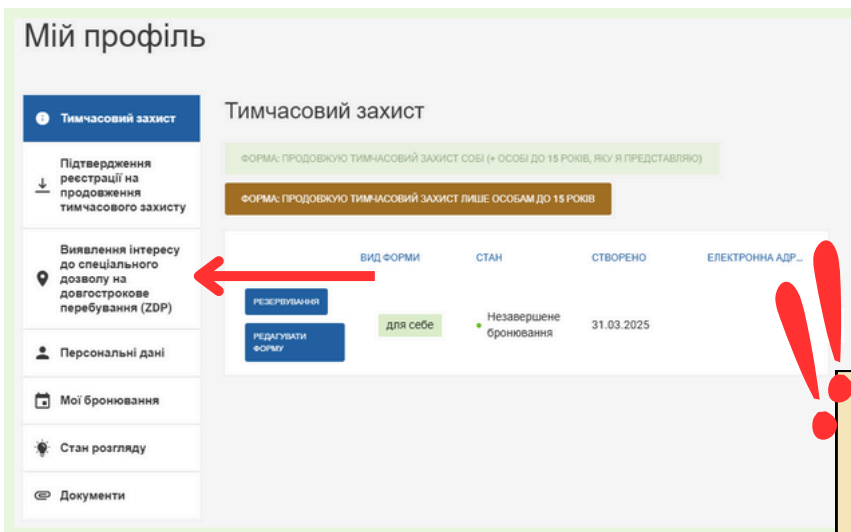 Мій профіль
Тимчасовий захист
Підтвердження
реєстрації на
продовження
тимчасового захисту
Виявлення інтересу
до спеціального
дозволу на
довгострокове
перебування (ZDP)
Персональні дані
Мої бронювання
Стан розгляду
Документи
Тимчасовий захист
ФОРМА: ПРОДОВЖУЮ ТИМЧАСОВИЙ ЗАХИСТ СОБІ (+ ОСОБІ ДО 15 РОКІВ, ЯКУ Я ПРЕДСТАВЛЯЮ)
ФОРМА: ПРОДОВЖУЮ ТИМЧАСОВИЙ ЗАХИСТ ЛИШЕ ОСОБАМ ДО 15 РОКІВ
ВИД ФОРМИ СТАН СТВОРЕНО ЕЛЕКТРОННА АДР...
РЕЗЕРВУВАННЯ
РЕДАГУВАТИ
ФОРМУ
для себе
Незавершене
бронювання
31.03.2025